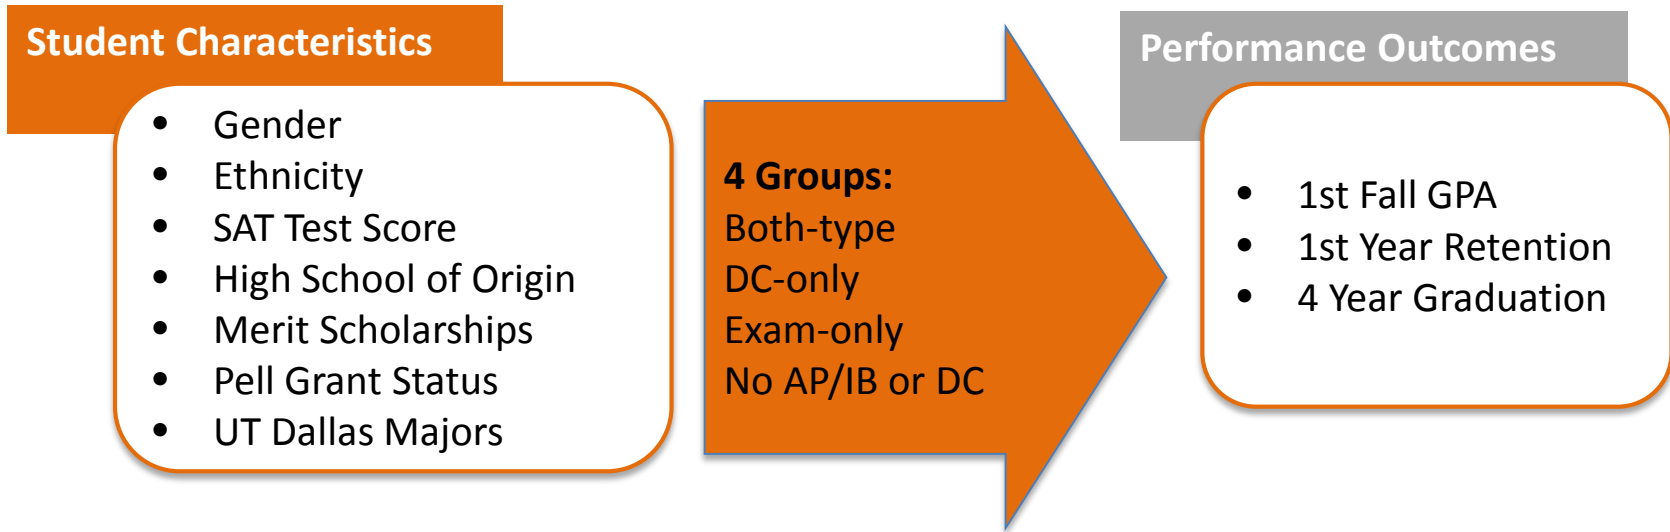 Student Characteristics
• Gender
• Ethnicity
• SAT Test Score
• High School of Origin
• Merit Scholarships
• Pell Grant Status
• UT Dallas Majors
4 Groups:
Both-type
DC-only
Exam-only
No AP/IB or DC
Performance Outcomes
• 1st Fall GPA
• 1st Year Retention
• 4 Year Graduation